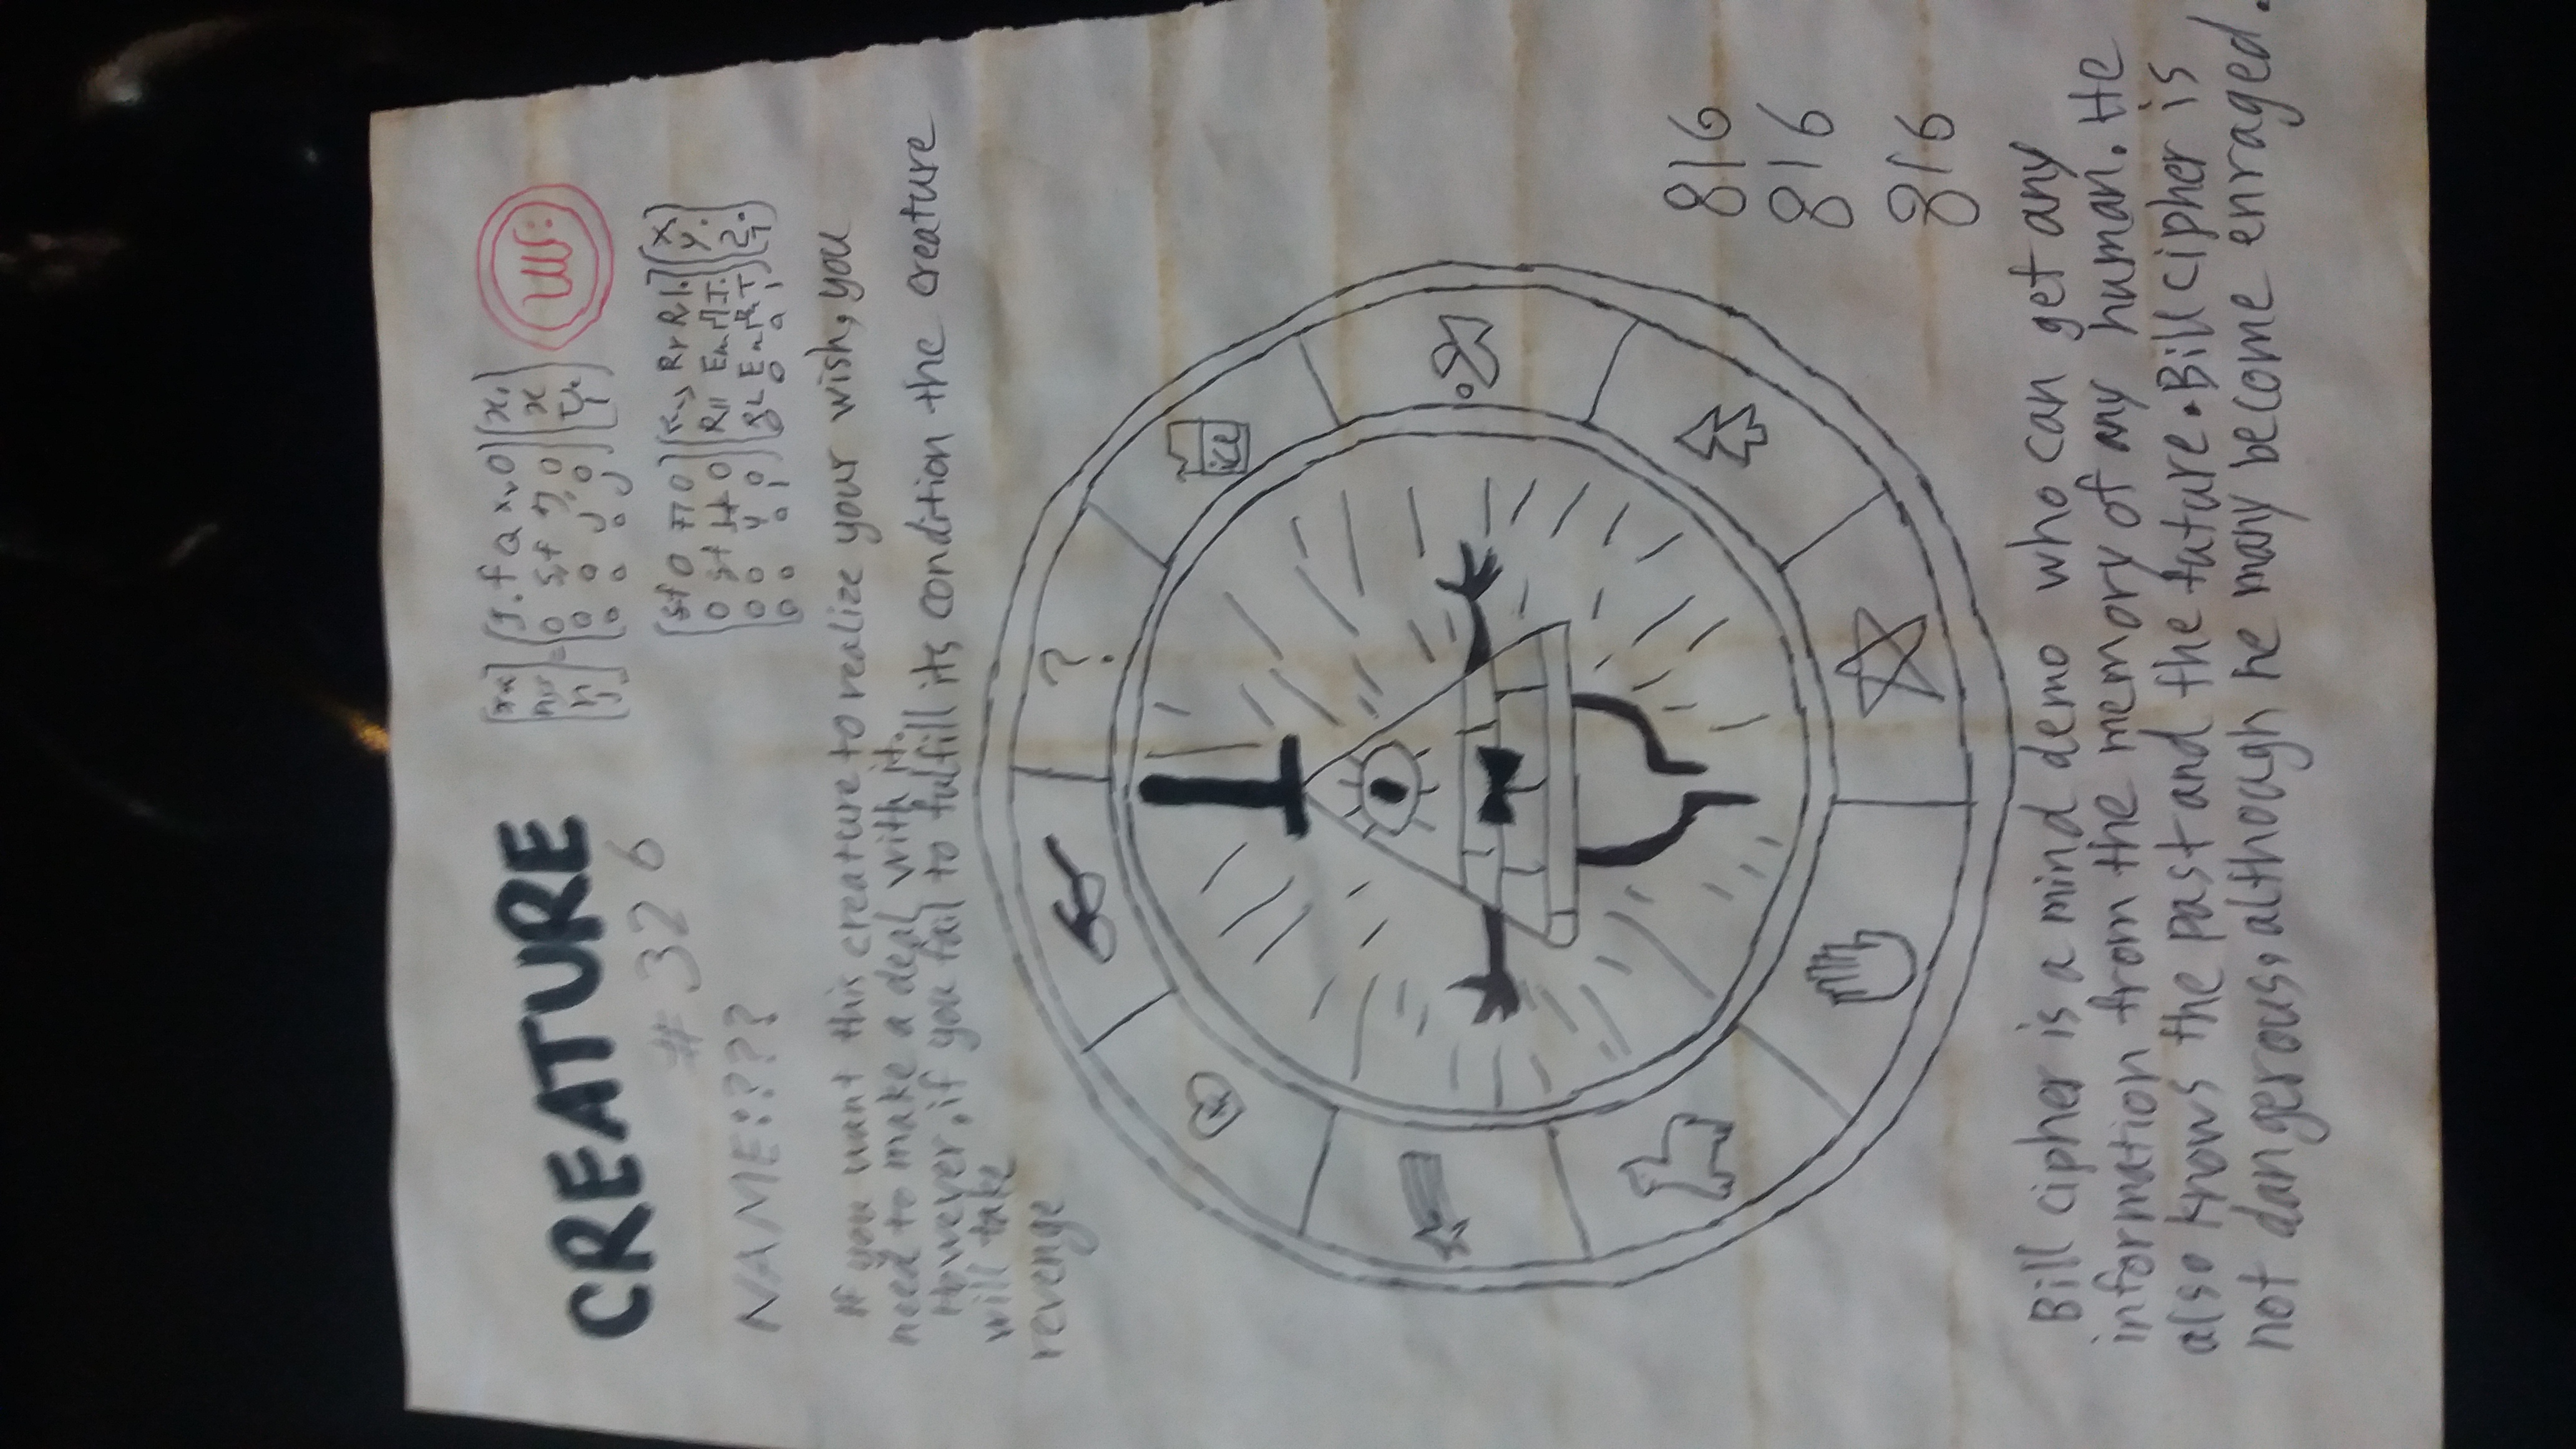 CREATURE
# 326
NAME:????
If you want this creature to realize your wish, you
need to make a deal with it.
However, if you fail to fulfill its condition the creature
will take
revenge
?
ice
816
816
816
Bill cipher is a mind demo who can get any
information from the memory of any human. He
also knows the past and the future. Bill cipher is
not dangerous, although he many become enraged.